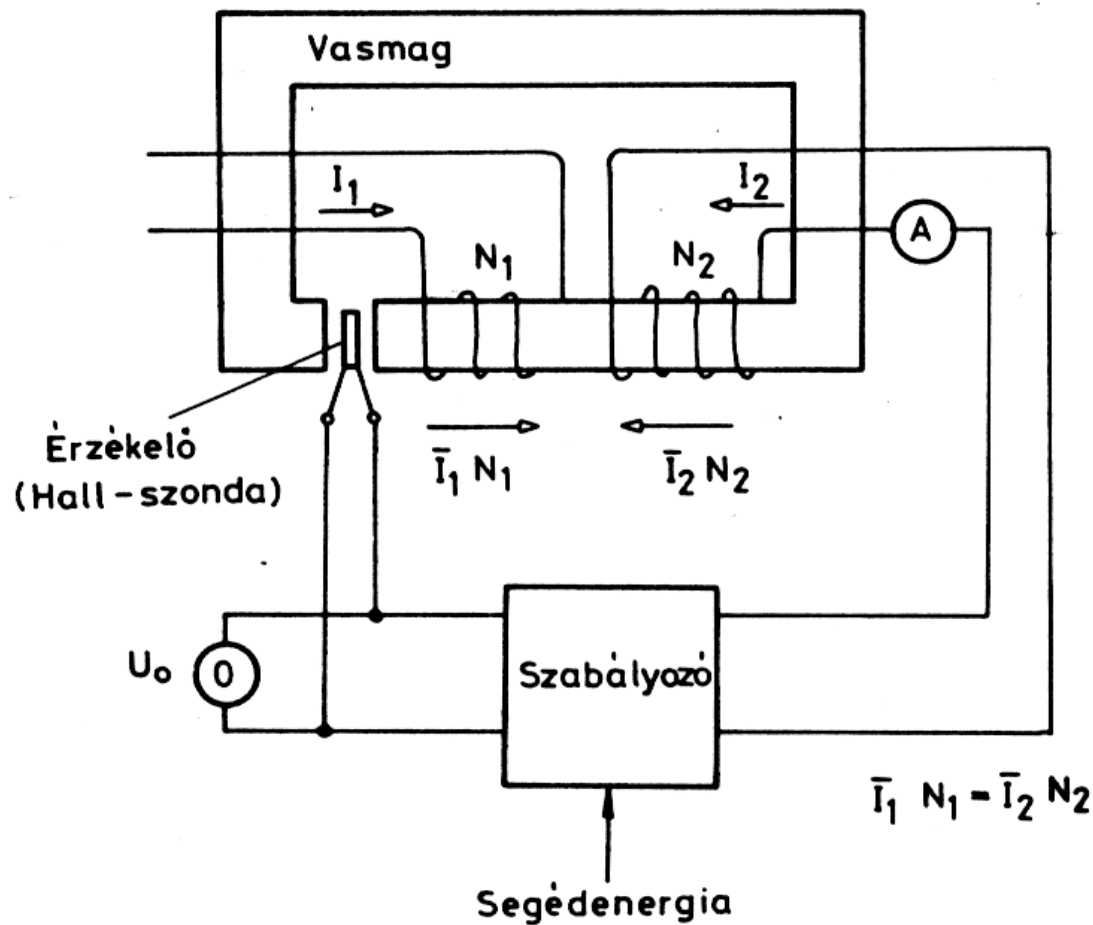 Vasmag
I₁
I₂
A
N₁
N₂
Érzékelő
(Hall-szonda)
Ī₁ N₁
Ī₂ N₂
U₀
0
Szabályozó
Ī₁ N₁ = Ī₂ N₂
Segédenergia